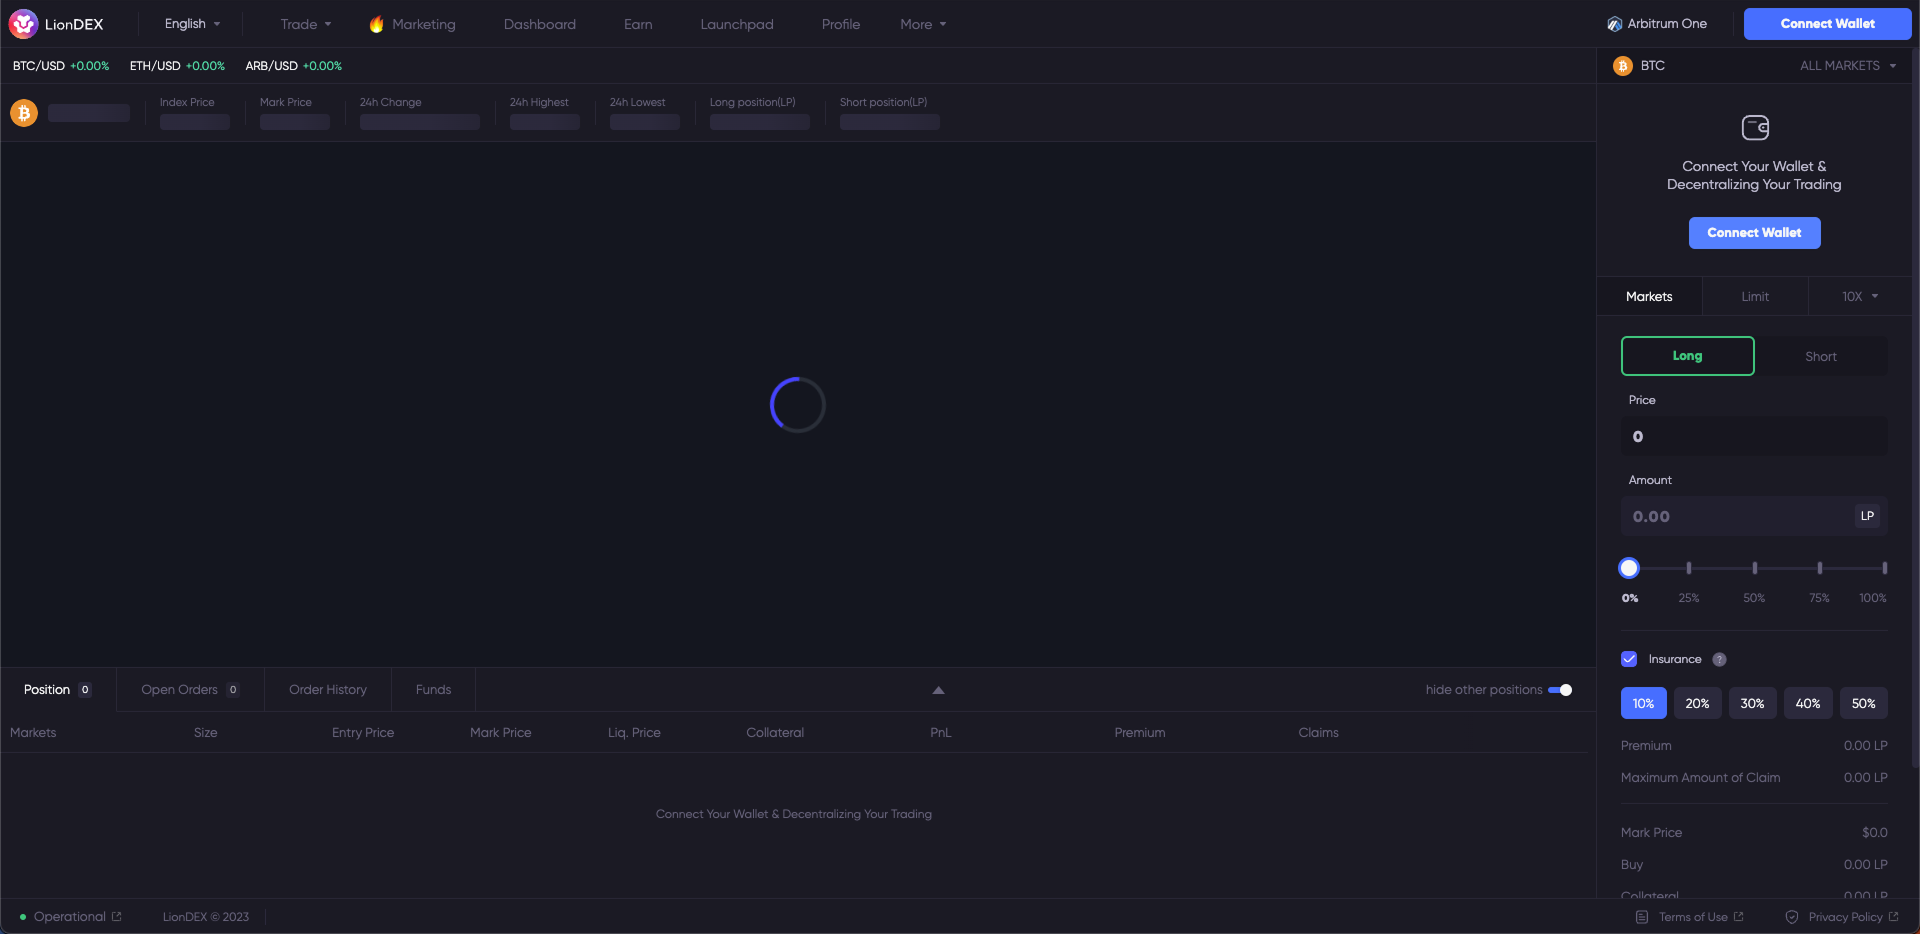 LionDEX
English
Trade
Marketing
Dashboard
Earn
Launchpad
Profile
More
Arbitrum One
Connect Wallet
BTC/USD +0.00%
ETH/USD +0.00%
ARB/USD +0.00%
BTC
ALL MARKETS
Index Price
Mark Price
24h Change
24h Highest
24h Lowest
Long position(LP)
Short position(LP)
Connect Your Wallet &
Decentralizing Your Trading
Connect Wallet
Markets
Limit
10X
Long
Short
Price
0
Amount
0.00
LP
0%
25%
50%
75%
100%
Insurance
?
10%
20%
30%
40%
50%
Premium 0.00 LP
Maximum Amount of Claim 0.00 LP
Mark Price $0.0
Buy 0.00 LP
Collateral 0.00 LP
Position 0
Open Orders 0
Order History
Funds
hide other positions
Markets
Size
Entry Price
Mark Price
Liq. Price
Collateral
PnL
Premium
Claims
Connect Your Wallet & Decentralizing Your Trading
Operational
LionDEX © 2023
Terms of Use
Privacy Policy